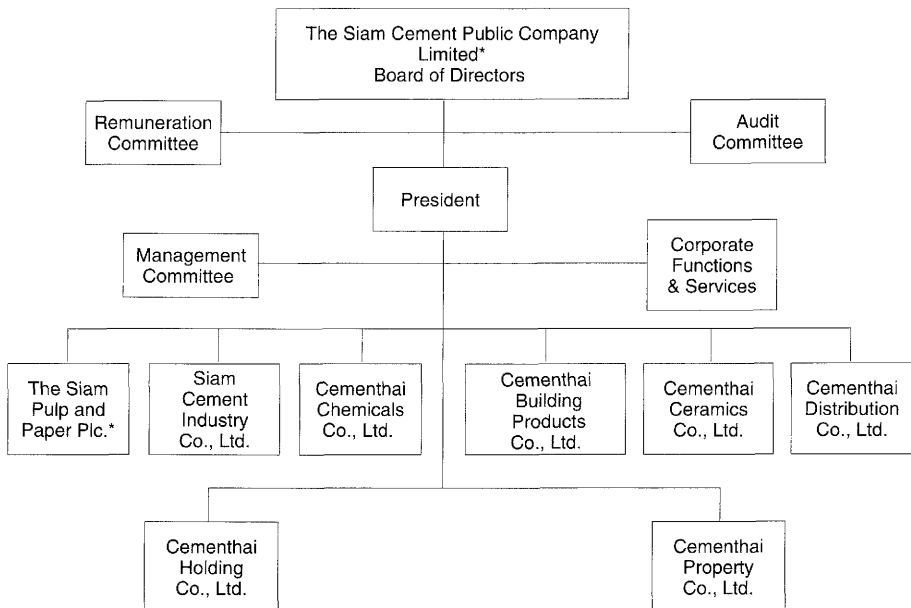 The Siam Cement Public Company
Limited*
Board of Directors
Remuneration
Committee
Audit
Committee
President
Management
Committee
Corporate
Functions
& Services
The Siam
Pulp and
Paper Plc.*
Siam
Cement
Industry
Co., Ltd.
Cementhai
Chemicals
Co., Ltd.
Cementhai
Building
Products
Co., Ltd.
Cementhai
Ceramics
Co., Ltd.
Cementhai
Distribution
Co., Ltd.
Cementhai
Holding
Co., Ltd.
Cementhai
Property
Co., Ltd.